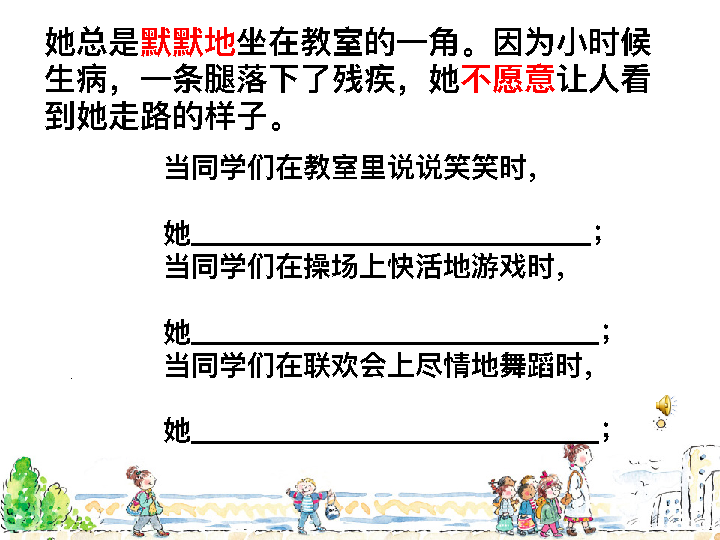 她总是默默地坐在教室的一角。因为小时候
生病，一条腿落下了残疾，她不愿意让人看
到她走路的样子。
当同学们在教室里说说笑笑时，
她______________________________；
当同学们在操场上快活地游戏时，
她______________________________；
当同学们在联欢会上尽情地舞蹈时，
她______________________________；